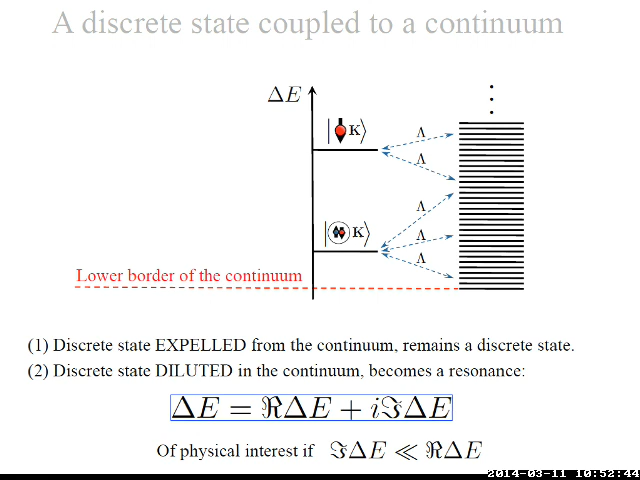 A discrete state coupled to a continuum
ΔE
|K⟩
Λ
Λ
Λ
|K⟩
Λ
Λ
Lower border of the continuum
(1) Discrete state EXPELLED from the continuum, remains a discrete state.
(2) Discrete state DILUTED in the continuum, becomes a resonance:
ΔE = ℜΔE + iℑΔE
Of physical interest if ℑΔE ≪ ℜΔE
2014-03-11 10:52:44